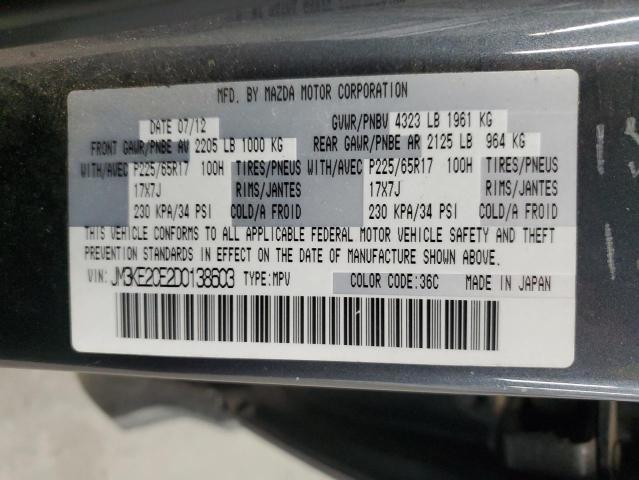 MFD. BY MAZDA MOTOR CORPORATION
DATE 07/12 GVWR/PNBV 4323 LB 1961 KG
FRONT GAWR/PNBE AV 2205 LB 1000 KG REAR GAWR/PNBE AR 2125 LB 964 KG
WITH/AVEC P225/65R17 100H TIRES/PNEUS WITH/AVEC P225/65R17 100H TIRES/PNEUS
17X7J RIMS/JANTES 17X7J RIMS/JANTES
230 KPA/34 PSI COLD/A FROID 230 KPA/34 PSI COLD/A FROID
THIS VEHICLE CONFORMS TO ALL APPLICABLE FEDERAL MOTOR VEHICLE SAFETY AND THEFT
PREVENTION STANDARDS IN EFFECT ON THE DATE OF MANUFACTURE SHOWN ABOVE.
VIN: JM3KE2CE2D0138603 TYPE:MPV COLOR CODE:36C MADE IN JAPAN